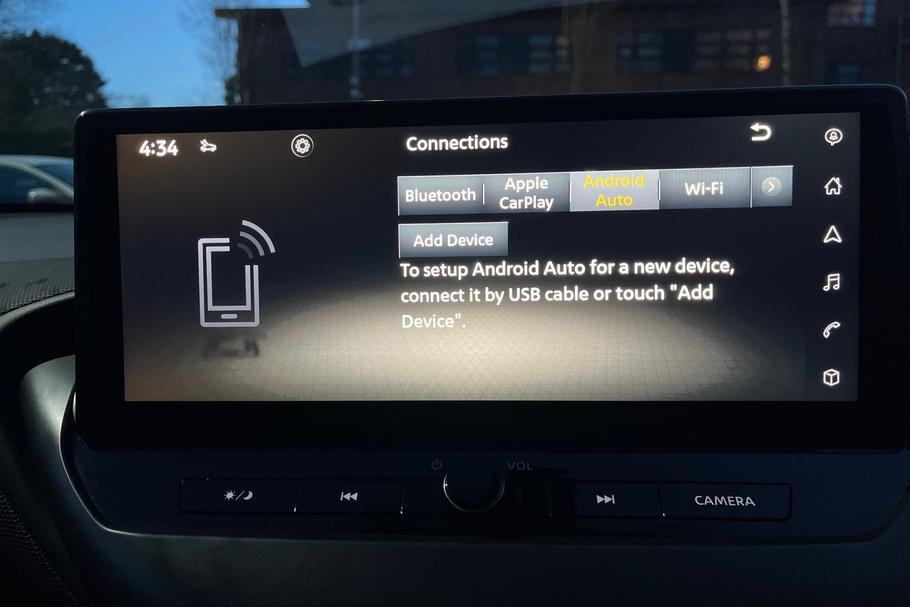 4:34
Connections
Bluetooth
Apple
CarPlay
Android
Auto
Wi-Fi
Add Device
To setup Android Auto for a new device,
connect it by USB cable or touch "Add
Device".
VOL
CAMERA